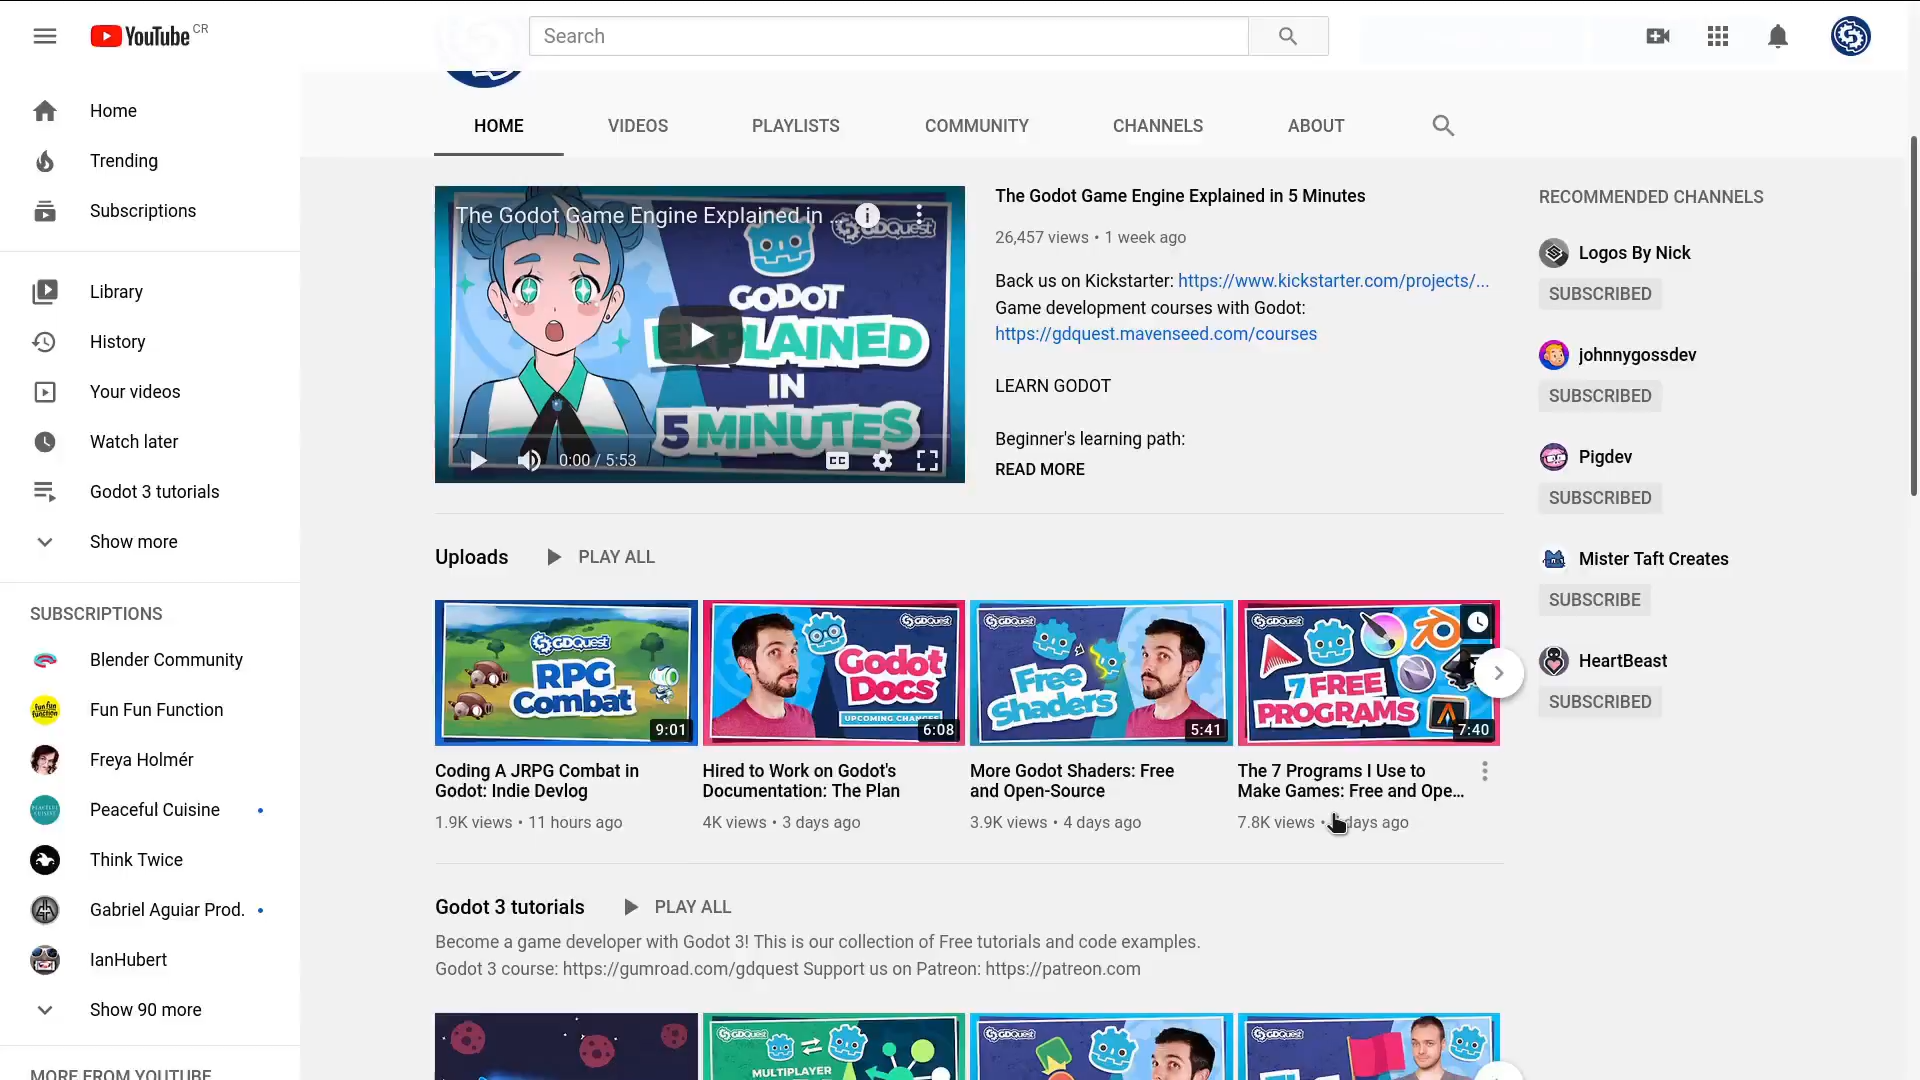 YouTube CR
Search
Home
Trending
Subscriptions
Library
History
Your videos
Watch later
Godot 3 tutorials
Show more
SUBSCRIPTIONS
Blender Community
Fun Fun Function
Freya Holmér
Peaceful Cuisine
Think Twice
Gabriel Aguiar Prod.
IanHubert
Show 90 more
MORE FROM YOUTUBE
HOME
VIDEOS
PLAYLISTS
COMMUNITY
CHANNELS
ABOUT
The Godot Game Engine Explained in ...
GDQuest
GODOT
EXPLAINED
IN
5 MINUTES
0:00 / 5:53
CC
The Godot Game Engine Explained in 5 Minutes
26,457 views • 1 week ago
Back us on Kickstarter: https://www.kickstarter.com/projects/...
Game development courses with Godot:
https://gdquest.mavenseed.com/courses
LEARN GODOT
Beginner's learning path:
READ MORE
Uploads
PLAY ALL
GDQuest
RPG
Combat
9:01
Coding A JRPG Combat in
Godot: Indie Devlog
1.9K views • 11 hours ago
GDQuest
Godot
Docs
UPCOMING CHANGES
6:08
Hired to Work on Godot's
Documentation: The Plan
4K views • 3 days ago
GDQuest
Free
Shaders
5:41
More Godot Shaders: Free
and Open-Source
3.9K views • 4 days ago
GDQuest
7 FREE
PROGRAMS
7:40
The 7 Programs I Use to
Make Games: Free and Ope...
7.8K views • days ago
Godot 3 tutorials
PLAY ALL
Become a game developer with Godot 3! This is our collection of Free tutorials and code examples.
Godot 3 course: https://gumroad.com/gdquest Support us on Patreon: https://patreon.com
GDQuest
MULTIPLAYER
GDQuest
GDQuest
RECOMMENDED CHANNELS
Logos By Nick
SUBSCRIBED
johnnygossdev
SUBSCRIBED
Pigdev
SUBSCRIBED
Mister Taft Creates
SUBSCRIBE
HeartBeast
SUBSCRIBED